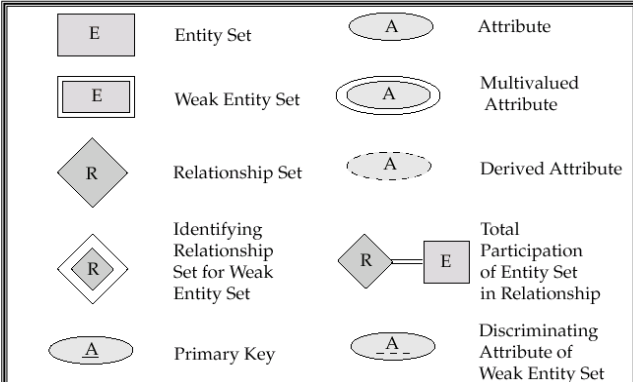 E Entity Set
A Attribute
E Weak Entity Set
A Multivalued
Attribute
R Relationship Set
A Derived Attribute
R Identifying
Relationship
Set for Weak
Entity Set
R E Total
Participation
of Entity Set
in Relationship
A Primary Key
A Discriminating
Attribute of
Weak Entity Set